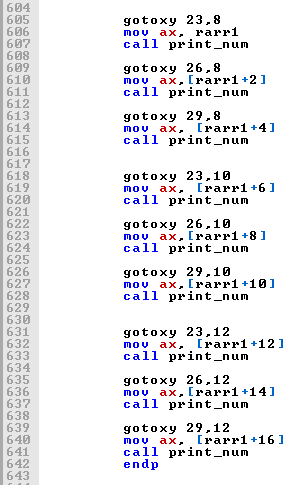 604
605 gotoxy 23,8
606 mov ax, rarr1
607 call print_num
608
609 gotoxy 26,8
610 mov ax,[rarr1+2]
611 call print_num
612
613 gotoxy 29,8
614 mov ax, [rarr1+4]
615 call print_num
616
617
618 gotoxy 23,10
619 mov ax, [rarr1+6]
620 call print_num
621
622 gotoxy 26,10
623 mov ax,[rarr1+8]
624 call print_num
625
626 gotoxy 29,10
627 mov ax,[rarr1+10]
628 call print_num
629
630
631 gotoxy 23,12
632 mov ax, [rarr1+12]
633 call print_num
634
635 gotoxy 26,12
636 mov ax,[rarr1+14]
637 call print_num
638
639 gotoxy 29,12
640 mov ax, [rarr1+16]
641 call print_num
642 endp
643